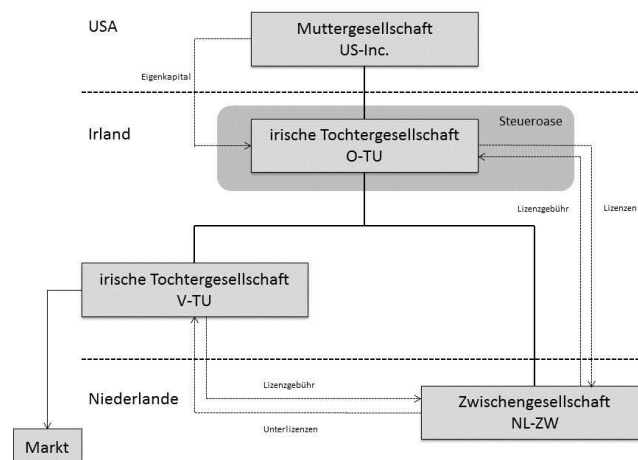 USA
Muttergesellschaft
US-Inc.
Eigenkapital
Irland
Steueroase
irische Tochtergesellschaft
O-TU
Lizenzgebühr
Lizenzen
irische Tochtergesellschaft
V-TU
Niederlande
Lizenzgebühr
Unterlizenzen
Zwischengesellschaft
NL-ZW
Markt